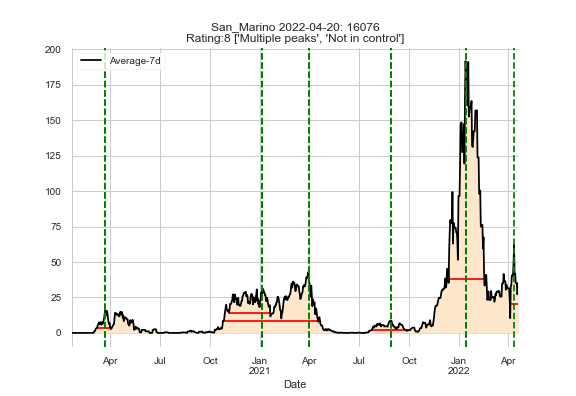 San_Marino 2022-04-20: 16076
Rating:8 ['Multiple peaks', 'Not in control']
200
Average-7d
175
150
125
100
75
50
25
0
Apr Jul Oct Jan Apr Jul Oct Jan Apr
2021 2022
Date